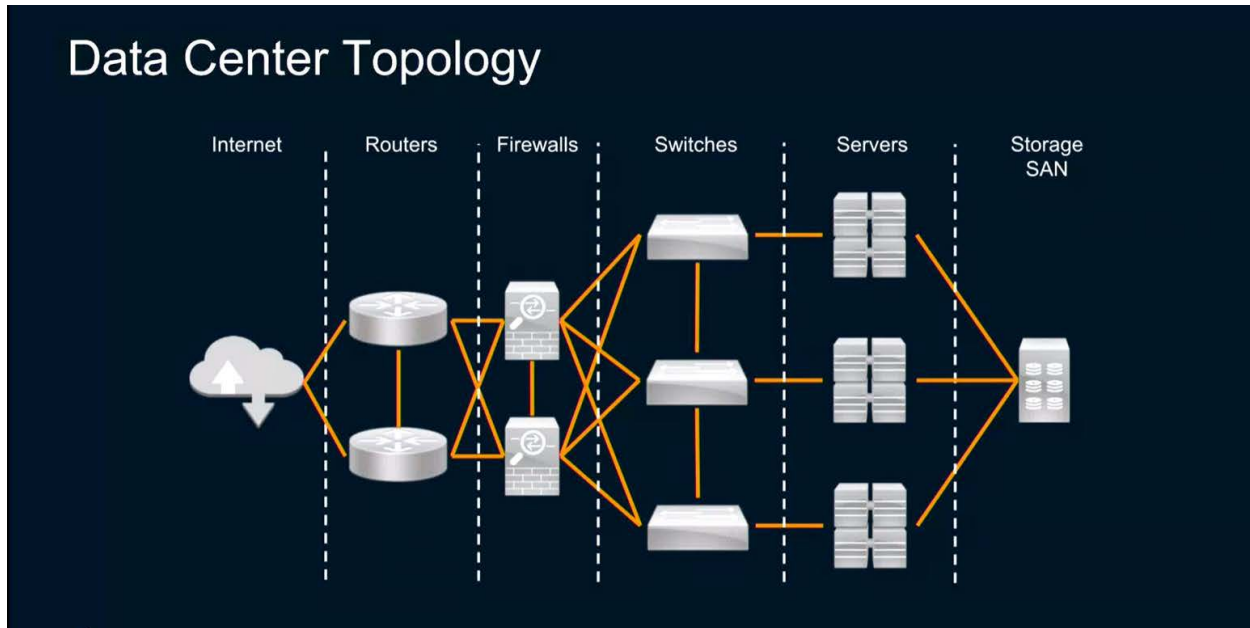 Data Center Topology
Internet
Routers
Firewalls
Switches
Servers
Storage
SAN